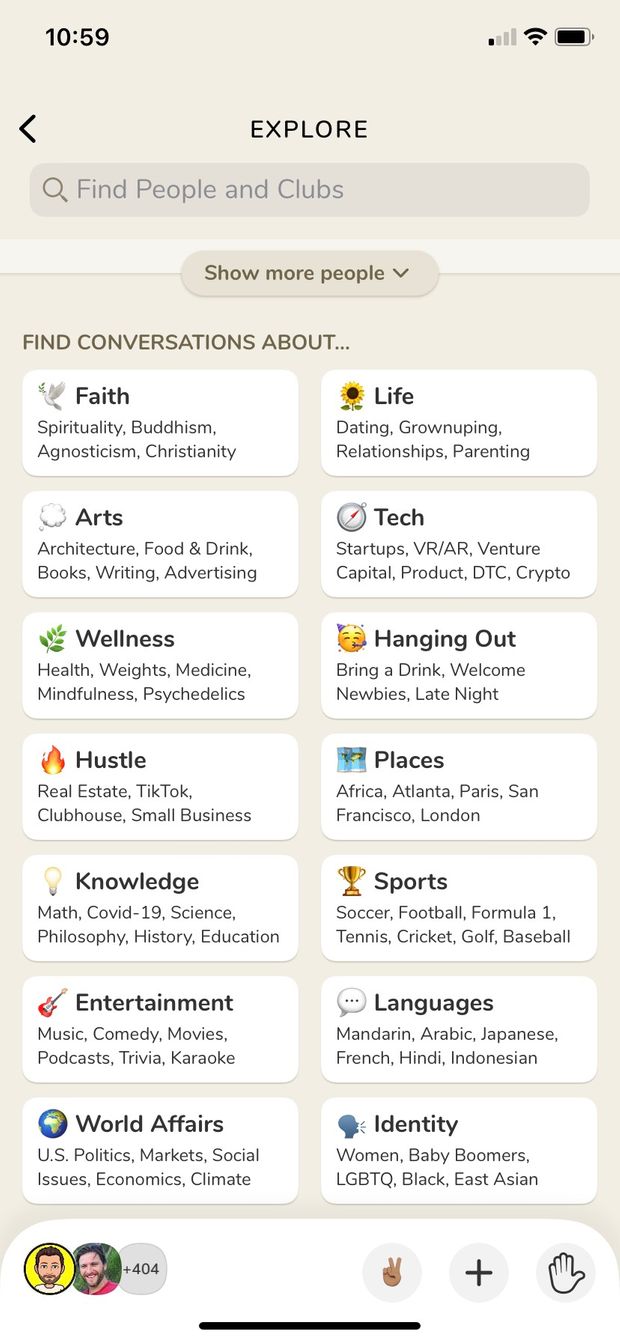 10:59
EXPLORE
Find People and Clubs
Show more people
FIND CONVERSATIONS ABOUT...
Faith
Spirituality, Buddhism,
Agnosticism, Christianity
Life
Dating, Grownuping,
Relationships, Parenting
Arts
Architecture, Food & Drink,
Books, Writing, Advertising
Tech
Startups, VR/AR, Venture
Capital, Product, DTC, Crypto
Wellness
Health, Weights, Medicine,
Mindfulness, Psychedelics
Hanging Out
Bring a Drink, Welcome
Newbies, Late Night
Hustle
Real Estate, TikTok,
Clubhouse, Small Business
Places
Africa, Atlanta, Paris, San
Francisco, London
Knowledge
Math, Covid-19, Science,
Philosophy, History, Education
Sports
Soccer, Football, Formula 1,
Tennis, Cricket, Golf, Baseball
Entertainment
Music, Comedy, Movies,
Podcasts, Trivia, Karaoke
Languages
Mandarin, Arabic, Japanese,
French, Hindi, Indonesian
World Affairs
U.S. Politics, Markets, Social
Issues, Economics, Climate
Identity
Women, Baby Boomers,
LGBTQ, Black, East Asian
+404